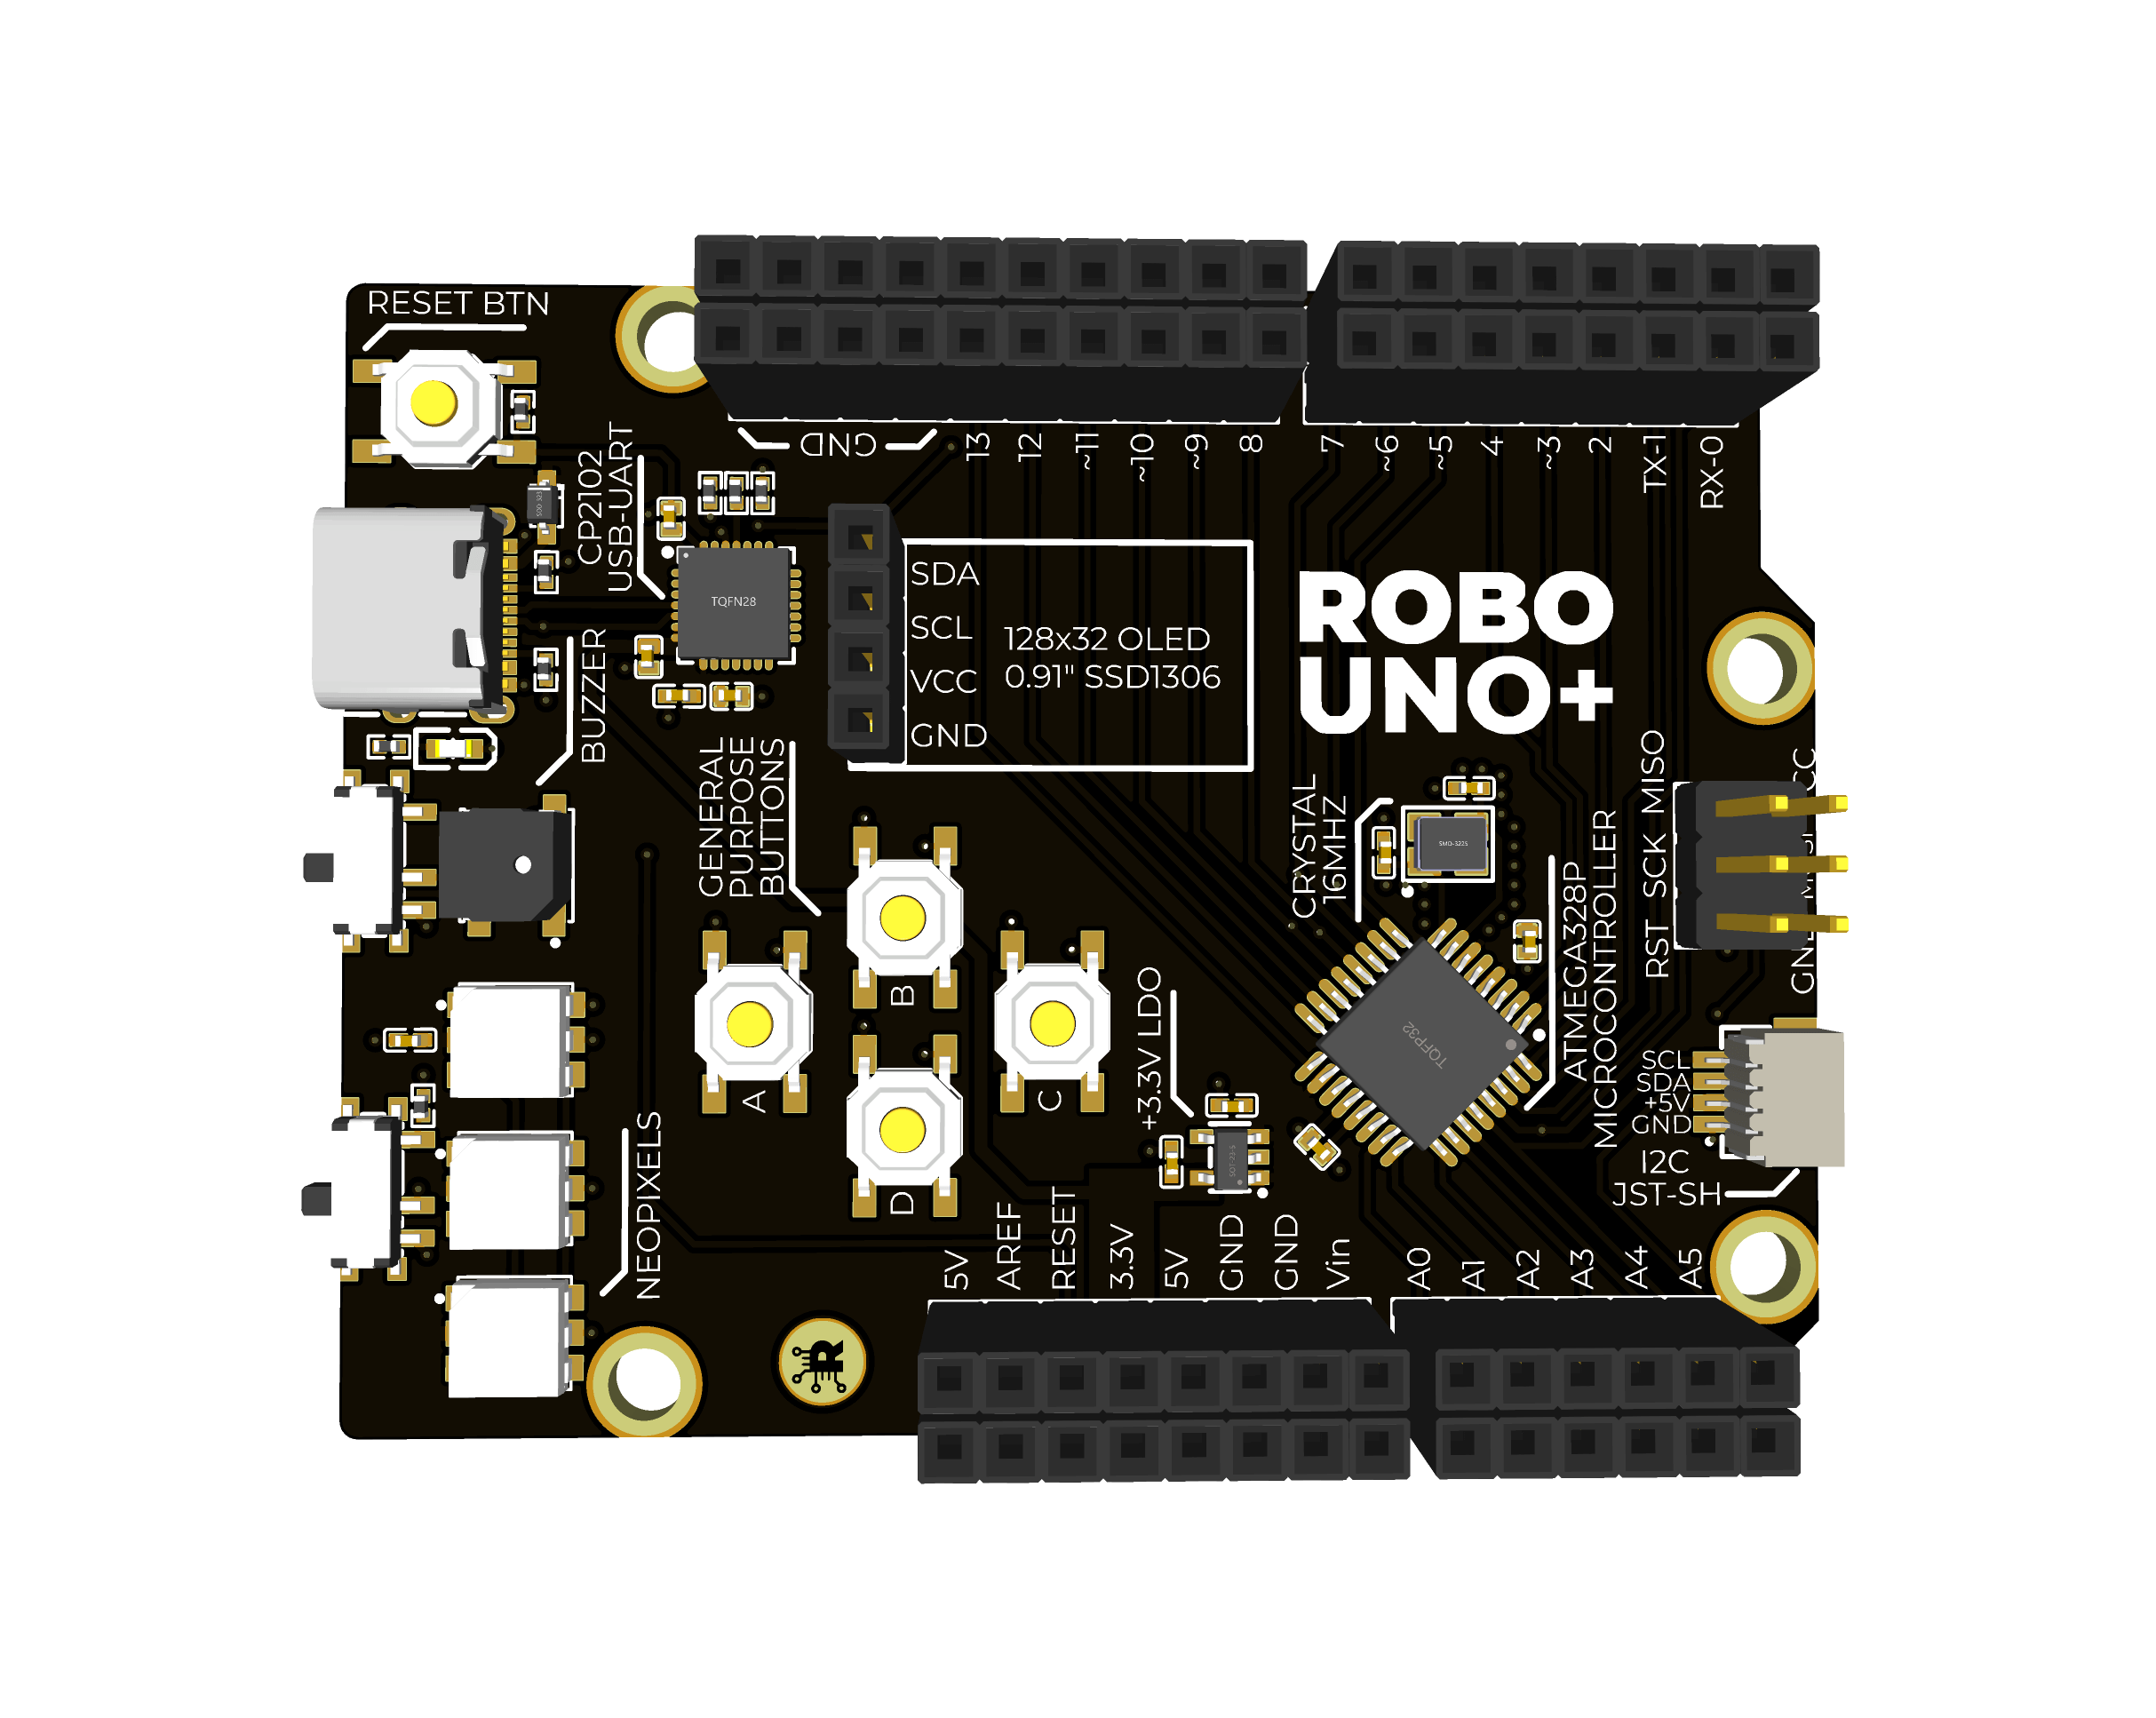 RESET BTN
GND
13
12
~11
~10
~9
8
7
~6
~5
4
~3
2
TX-1
RX-0
CP2102
USB-UART
TQFN28
SDA
SCL
VCC
GND
128x32 OLED
0.91" SSD1306
ROBO
UNO+
BUZZER
GENERAL
PURPOSE
BUTTONS
CRYSTAL
16MHZ
SMD-3225
RST SCK MISO
ATMEGA328P
MICROCONTROLLER
TQFP32
A
B
C
D
+3.3V LDO
NEOPIXELS
SCL
SDA
+5V
GND
I2C
JST-SH
5V
AREF
RESET
3.3V
5V
GND
GND
Vin
A0
A1
A2
A3
A4
A5
R